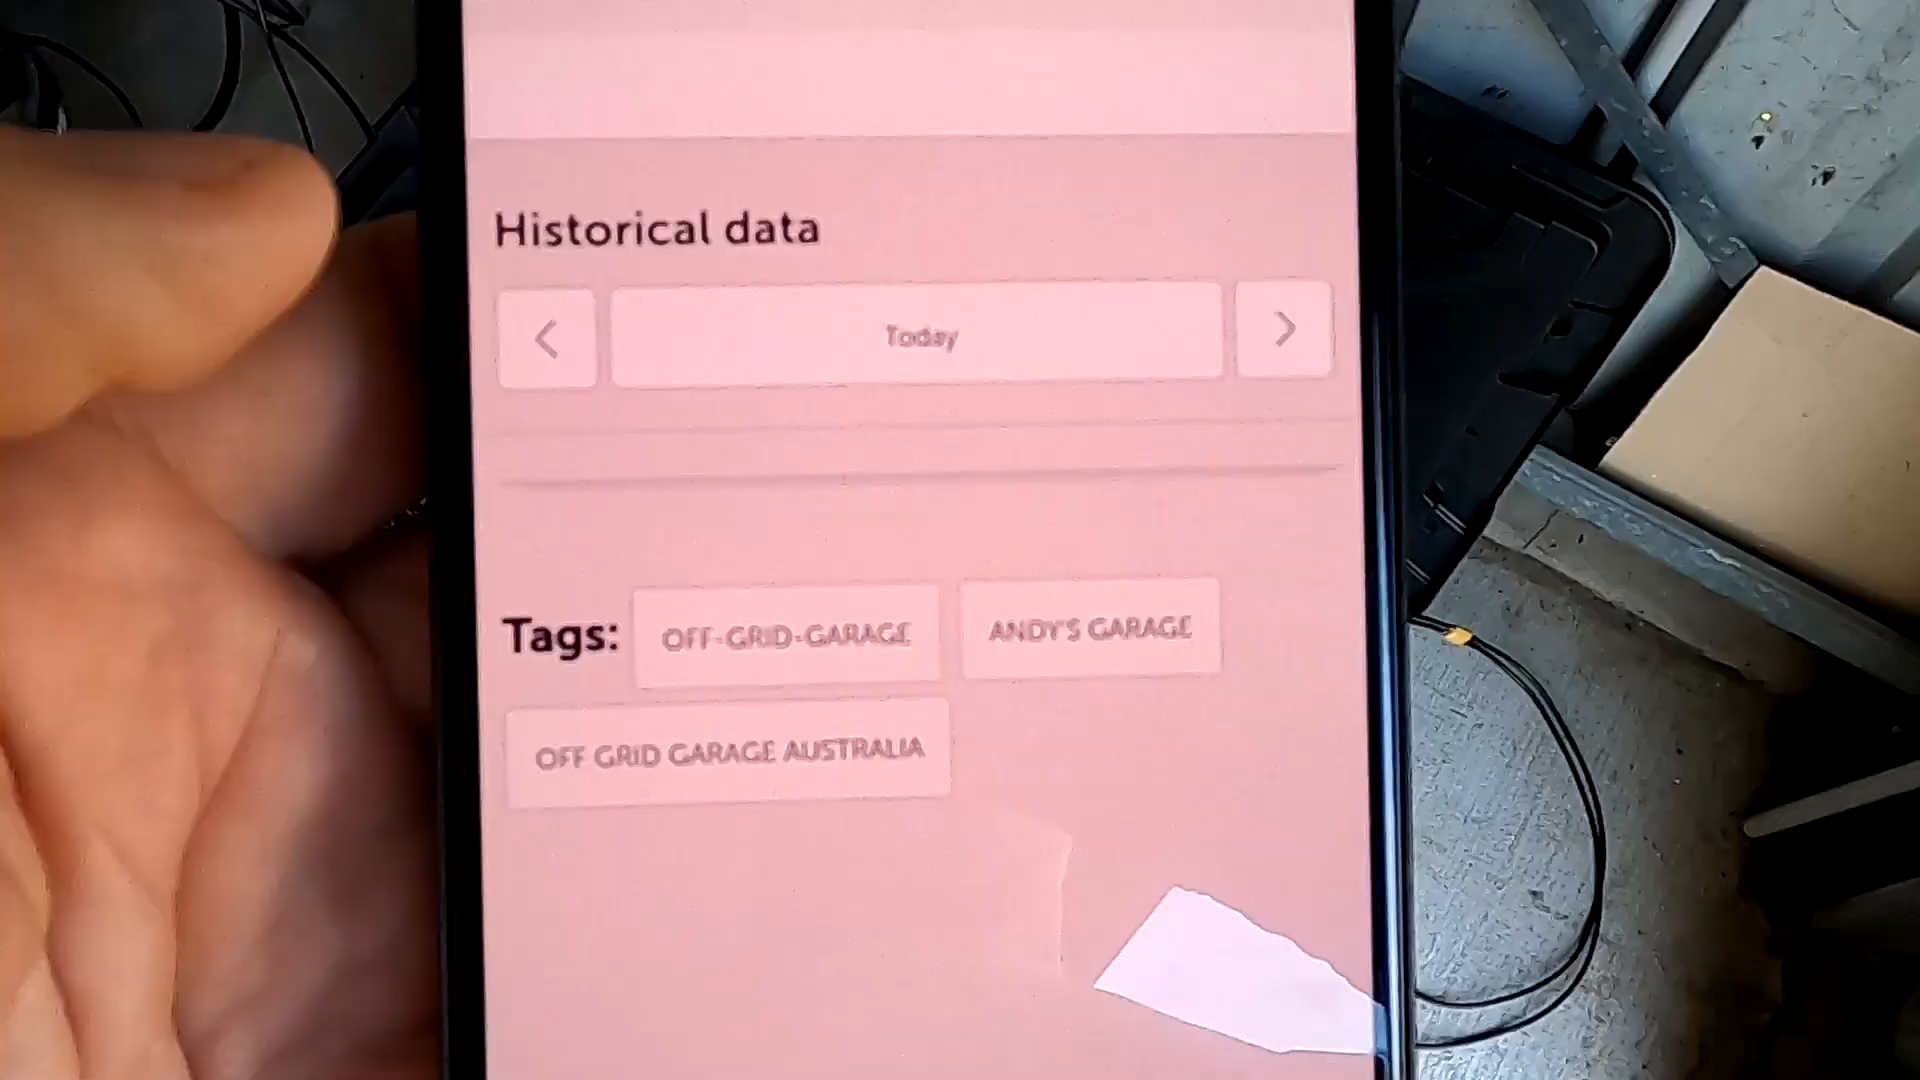 Historical data
Today
Tags: OFF-GRID-GARAGE ANDY'S GARAGE
OFF GRID GARAGE AUSTRALIA